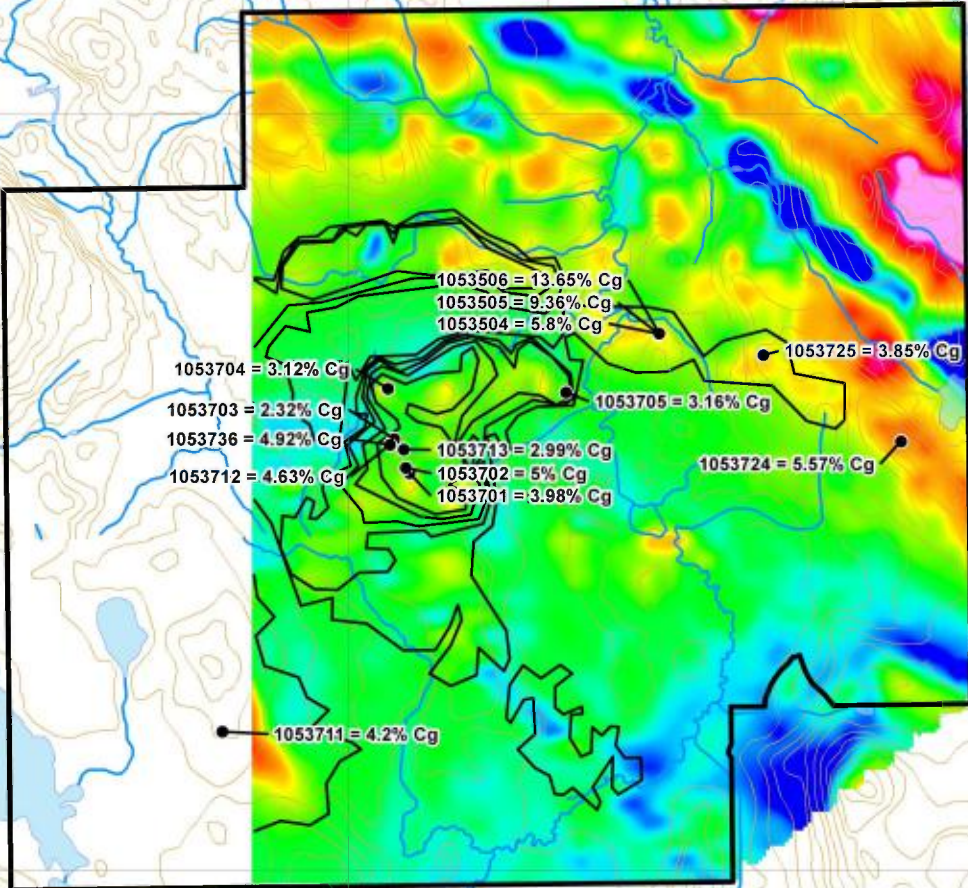 1053506 = 13.65% Cg
1053505 = 9.36% Cg
1053504 = 5.8% Cg
1053725 = 3.85% Cg
1053704 = 3.12% Cg
1053705 = 3.16% Cg
1053703 = 2.32% Cg
1053736 = 4.92% Cg
1053713 = 2.99% Cg
1053724 = 5.57% Cg
1053712 = 4.63% Cg
1053702 = 5% Cg
1053701 = 3.98% Cg
1053711 = 4.2% Cg